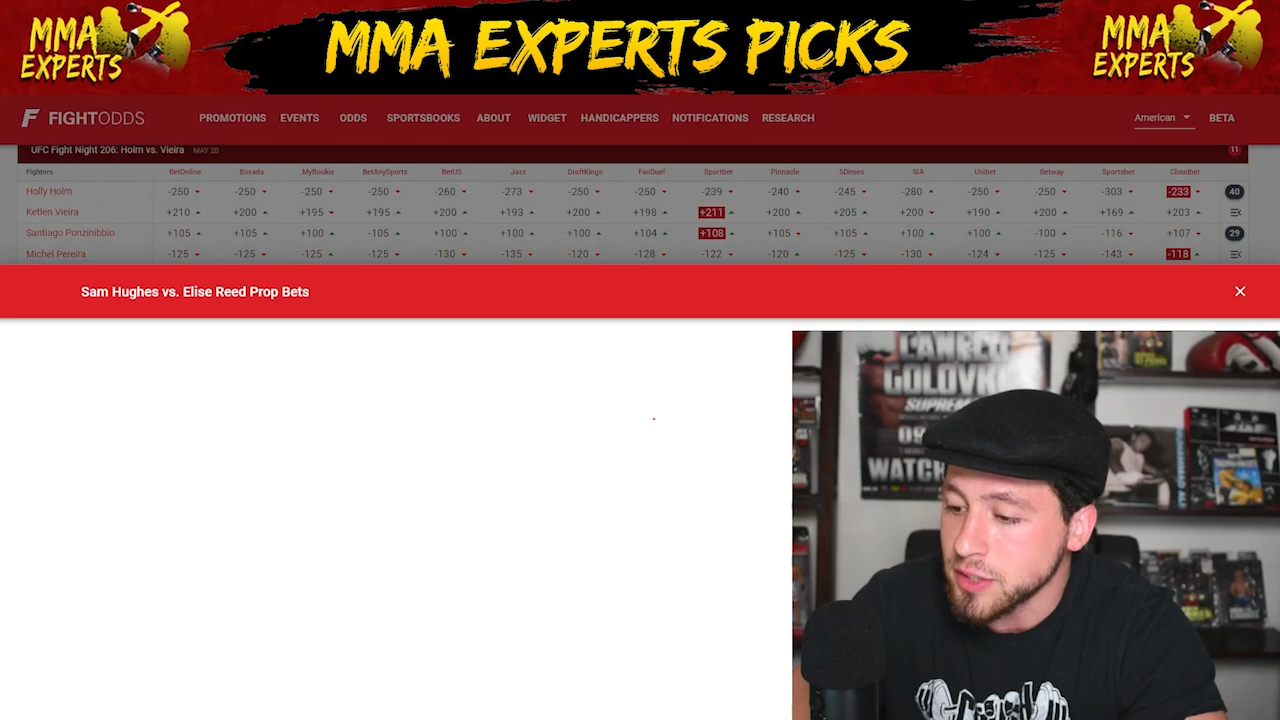 MMA EXPERTS
MMA EXPERTS PICKS
MMA EXPERTS
FIGHTODDS PROMOTIONS EVENTS ODDS SPORTSBOOKS ABOUT WIDGET HANDICAPPERS NOTIFICATIONS RESEARCH American BETA
UFC Fight Night 206: Holm vs. Vieira MAY 20 11
Fighters BetOnline Bovada MyBookie BetAnySports BetUS Jazz DraftKings FanDuel Sportbet Pinnacle 5Dimes SIA Unibet Betway Sportsbet Cloudbet
Holly Holm -250 -250 -250 -250 -260 -273 -250 -250 -239 -240 -245 -280 -250 -250 -303 -233 40
Ketlen Vieira +210 +200 +195 +195 +200 +193 +200 +198 +211 +200 +205 +200 +190 +200 +169 +203
Santiago Ponzinibbio +105 +105 +100 -105 +100 +100 +100 +104 +108 +105 +105 +100 +100 -100 -116 +107 29
Michel Pereira -125 -125 -125 -125 -130 -135 -120 -128 -122 -120 -125 -130 -124 -125 -143 -118
Sam Hughes vs. Elise Reed Prop Bets
GOLOVK
SUPREM
09
WATCH